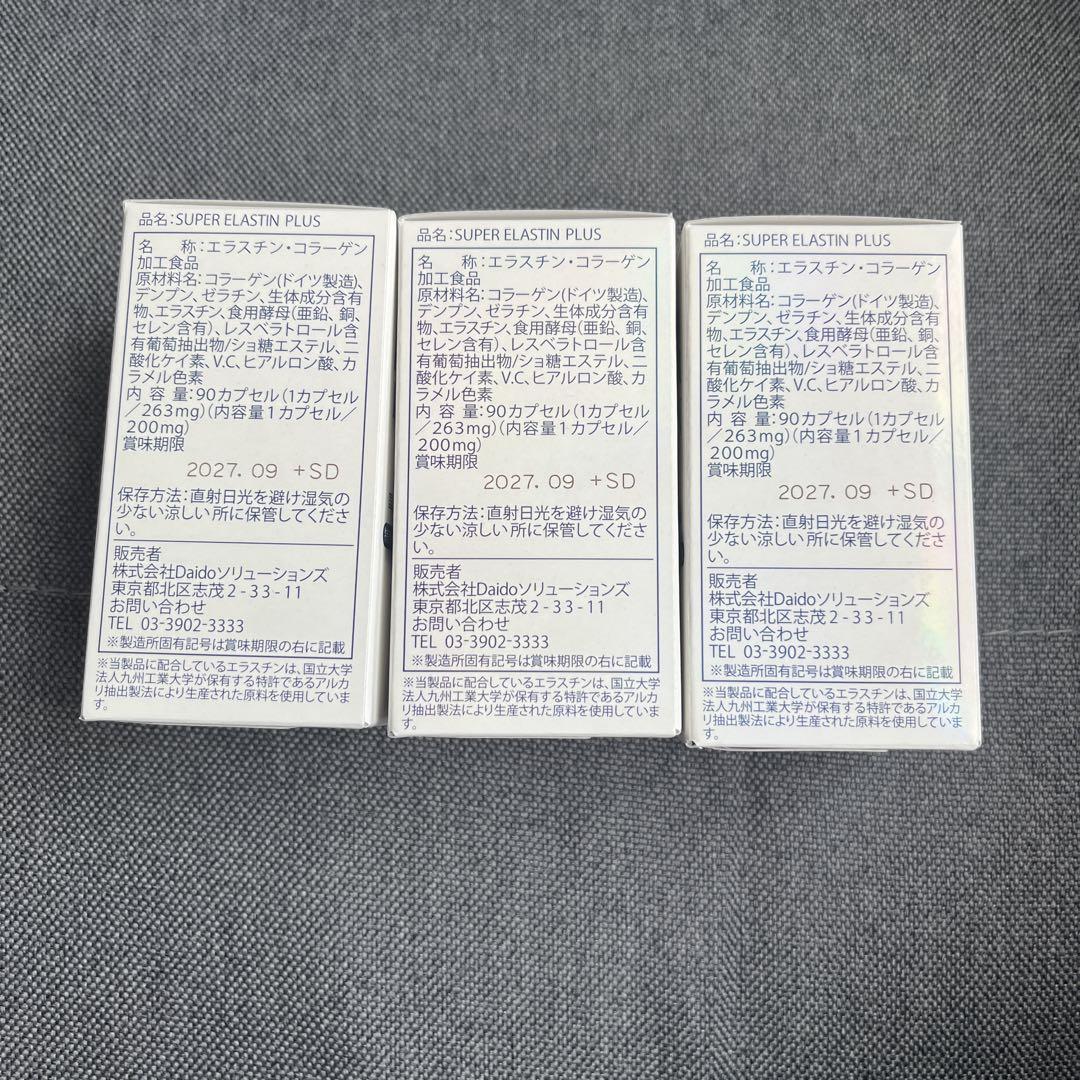 品名:SUPER ELASTIN PLUS
名 称:エラスチン・コラーゲン
加工食品
原材料名:コラーゲン(ドイツ製造)、
デンプン、ゼラチン、生体成分含有
物、エラスチン、食用酵母(亜鉛、銅、
セレン含有)、レスベラトロール含
有葡萄抽出物/ショ糖エステル、二
酸化ケイ素、V.C、ヒアルロン酸、カ
ラメル色素
内 容 量:90カプセル(1カプセル
/263mg)(内容量1カプセル/
200mg)
賞味期限
2027. 09 +SD
保存方法:直射日光を避け湿気の
少ない涼しい所に保管してくださ
い。
販売者
株式会社Daidoソリューションズ
東京都北区志茂2-33-11
お問い合わせ
TEL 03-3902-3333
※製造所固有記号は賞味期限の右に記載
※当製品に配合しているエラスチンは、国立大学
法人九州工業大学が保有する特許であるアルカ
リ抽出製法により生産された原料を使用していま
す。
品名:SUPER ELASTIN PLUS
名 称:エラスチン・コラーゲン
加工食品
原材料名:コラーゲン(ドイツ製造)、
デンプン、ゼラチン、生体成分含有
物、エラスチン、食用酵母(亜鉛、銅、
セレン含有)、レスベラトロール含
有葡萄抽出物/ショ糖エステル、二
酸化ケイ素、V.C、ヒアルロン酸、カ
ラメル色素
内 容 量:90カプセル(1カプセル
/263mg)(内容量1カプセル/
200mg)
賞味期限
2027. 09 +SD
保存方法:直射日光を避け湿気の
少ない涼しい所に保管してくださ
い。
販売者
株式会社Daidoソリューションズ
東京都北区志茂2-33-11
お問い合わせ
TEL 03-3902-3333
※製造所固有記号は賞味期限の右に記載
※当製品に配合しているエラスチンは、国立大学
法人九州工業大学が保有する特許であるアルカ
リ抽出製法により生産された原料を使用していま
す。
品名:SUPER ELASTIN PLUS
名 称:エラスチン・コラーゲン
加工食品
原材料名:コラーゲン(ドイツ製造)、
デンプン、ゼラチン、生体成分含有
物、エラスチン、食用酵母(亜鉛、銅、
セレン含有)、レスベラトロール含
有葡萄抽出物/ショ糖エステル、二
酸化ケイ素、V.C、ヒアルロン酸、カ
ラメル色素
内 容 量:90カプセル(1カプセル
/263mg)(内容量1カプセル/
200mg)
賞味期限
2027. 09 +SD
保存方法:直射日光を避け湿気の
少ない涼しい所に保管してくださ
い。
販売者
株式会社Daidoソリューションズ
東京都北区志茂2-33-11
お問い合わせ
TEL 03-3902-3333
※製造所固有記号は賞味期限の右に記載
※当製品に配合しているエラスチンは、国立大学
法人九州工業大学が保有する特許であるアルカ
リ抽出製法により生産された原料を使用していま
す。